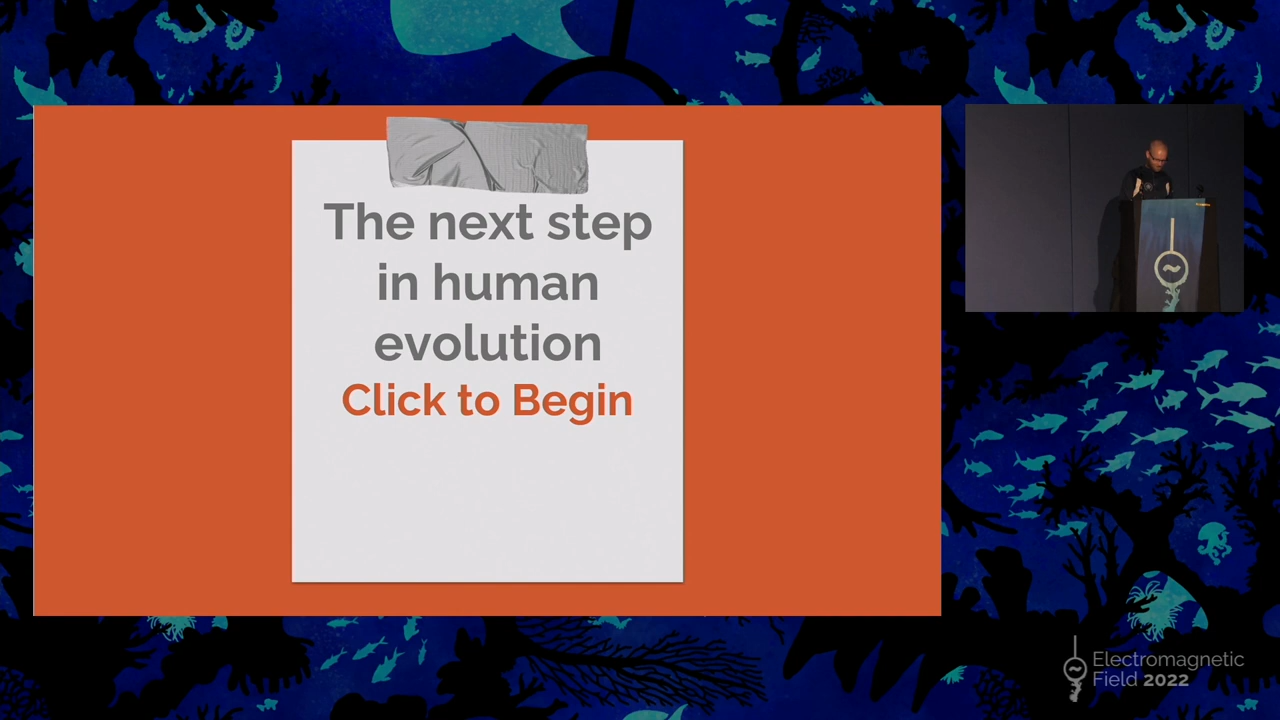 The next step
in human
evolution
Click to Begin
Electromagnetic
Field 2022